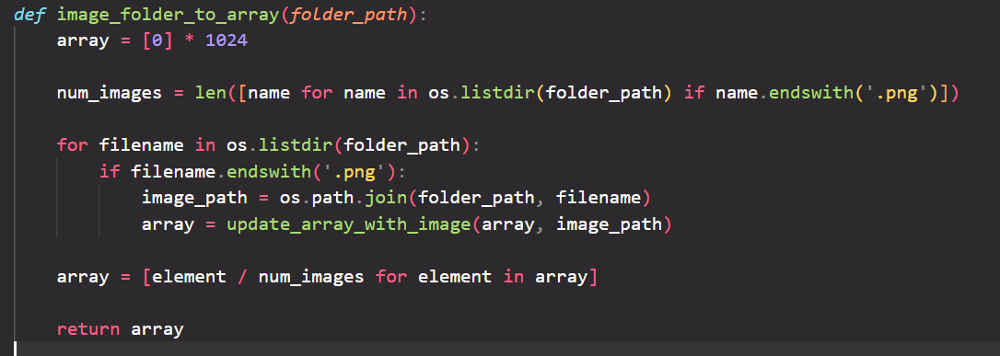 def image_folder_to_array(folder_path):
    array = [0] * 1024

    num_images = len([name for name in os.listdir(folder_path) if name.endswith('.png')])

    for filename in os.listdir(folder_path):
        if filename.endswith('.png'):
            image_path = os.path.join(folder_path, filename)
            array = update_array_with_image(array, image_path)

    array = [element / num_images for element in array]

    return array